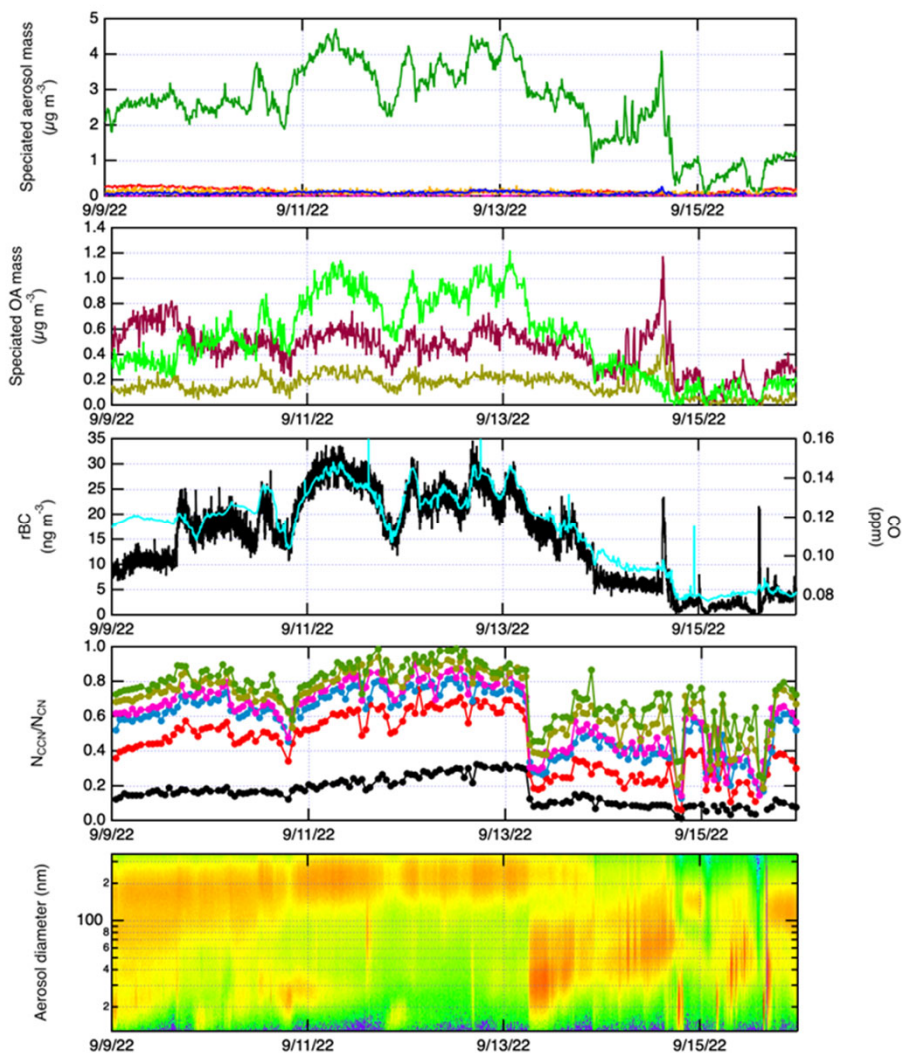 Speciated aerosol mass
(µg m⁻³)
5
4
3
2
1
0
9/9/22 9/11/22 9/13/22 9/15/22
Speciated OA mass
(µg m⁻³)
1.4
1.2
1.0
0.8
0.6
0.4
0.2
0.0
9/9/22 9/11/22 9/13/22 9/15/22
rBC
(ng m⁻³)
35
30
25
20
15
10
5
0
0.16
0.14
0.12
0.10
0.08
CO
(ppm)
9/9/22 9/11/22 9/13/22 9/15/22
N_CCN/N_CN
1.0
0.8
0.6
0.4
0.2
0.0
9/9/22 9/11/22 9/13/22 9/15/22
Aerosol diameter (nm)
2
100
8
6
4
2
9/9/22 9/11/22 9/13/22 9/15/22